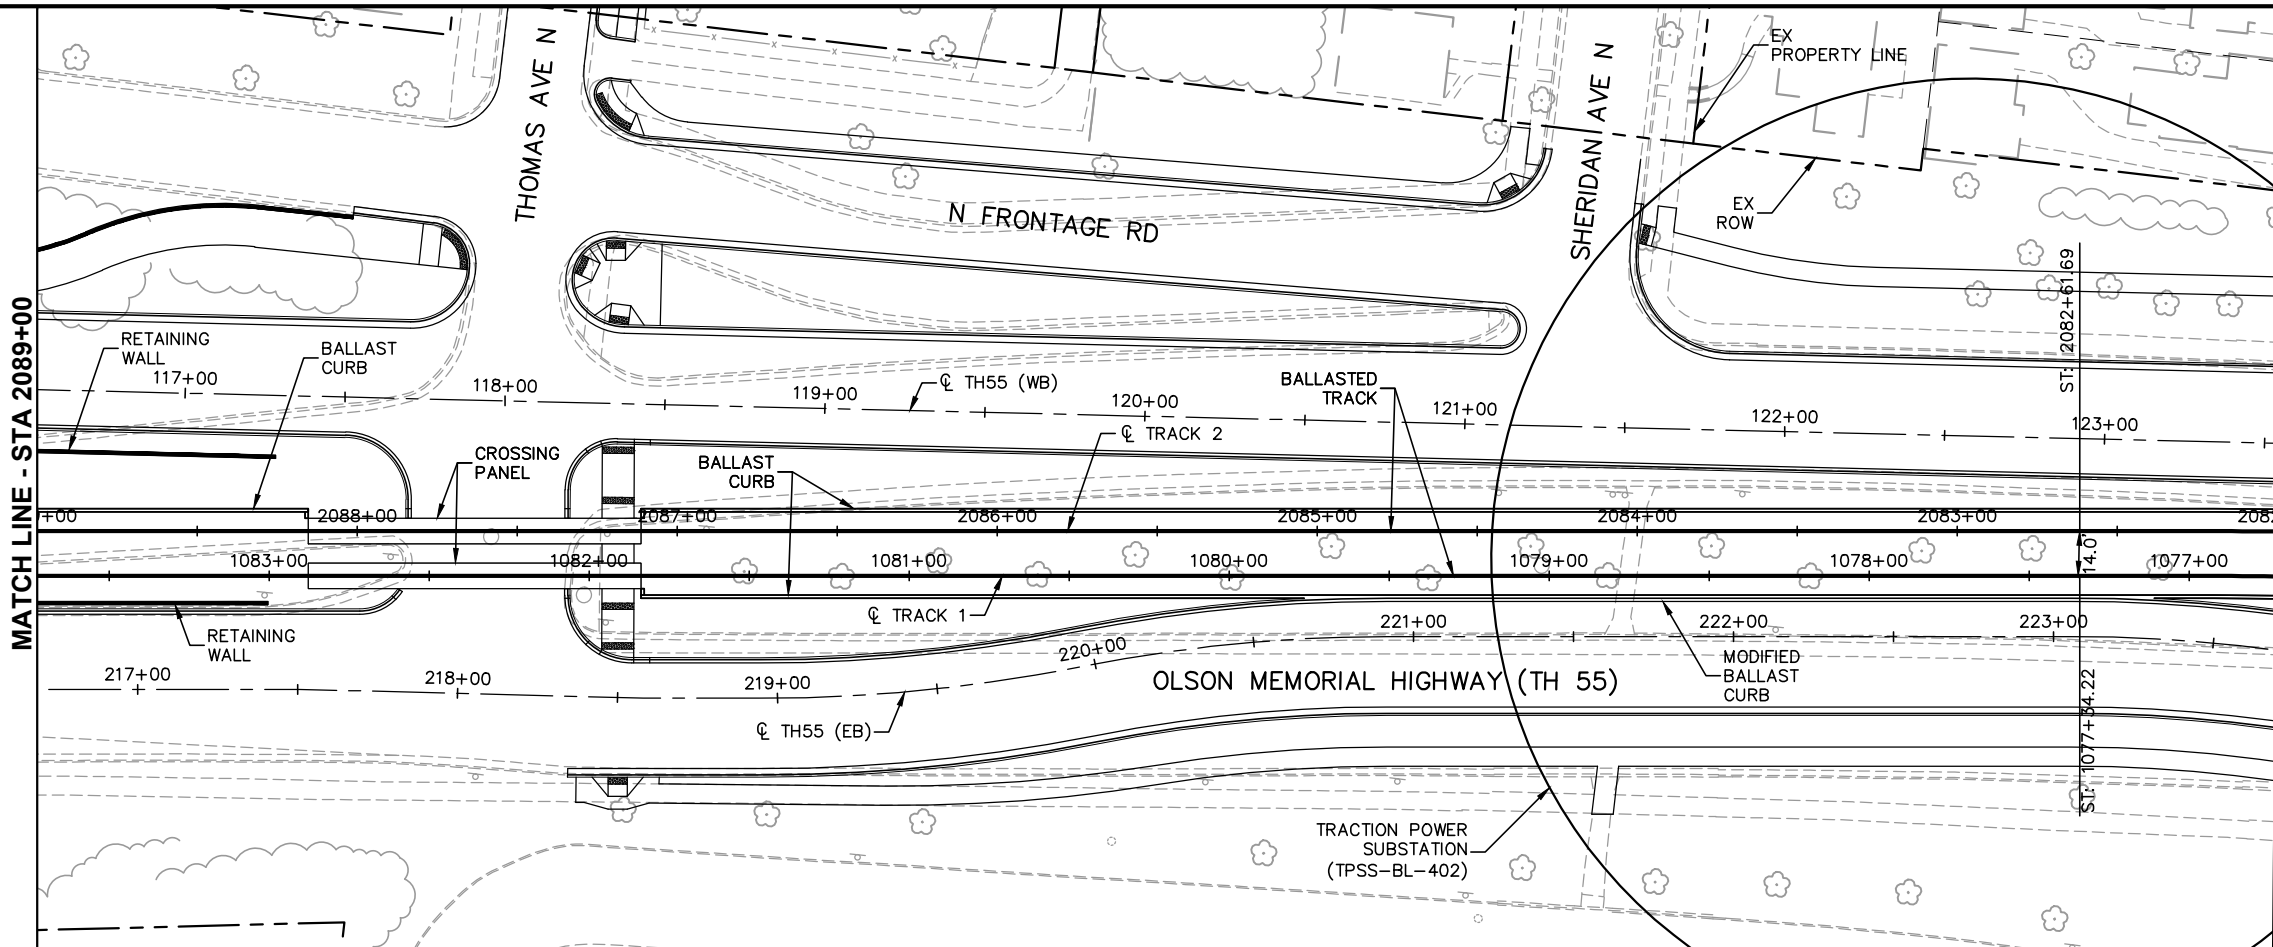 THOMAS AVE N
SHERIDAN AVE N
EX
PROPERTY LINE
N FRONTAGE RD
EX
ROW
ST: 2082+61.69
MATCH LINE - STA 2089+00
RETAINING
WALL
BALLAST
CURB
117+00
118+00
119+00
120+00
121+00
122+00
123+00
℄ TH55 (WB)
BALLASTED
TRACK
℄ TRACK 2
CROSSING
PANEL
BALLAST
CURB
+00
2088+00
2087+00
2086+00
2085+00
2084+00
2083+00
2082
14.0'
1083+00
1082+00
1081+00
1080+00
1079+00
1078+00
1077+00
℄ TRACK 1
RETAINING
WALL
217+00
218+00
219+00
220+00
221+00
222+00
223+00
OLSON MEMORIAL HIGHWAY (TH 55)
MODIFIED
BALLAST
CURB
℄ TH55 (EB)
ST: 1077+34.22
TRACTION POWER
SUBSTATION
(TPSS-BL-402)